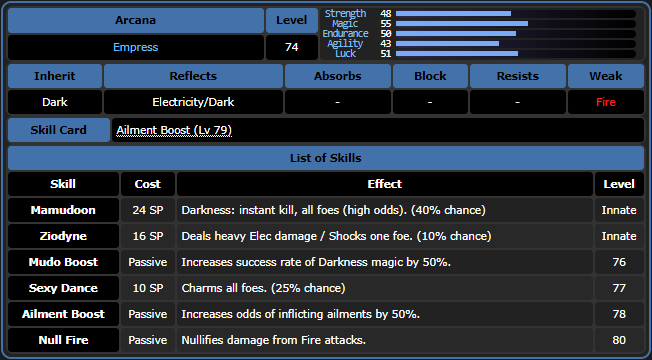 Arcana Level
Empress 74
Strength 48
Magic 55
Endurance 50
Agility 43
Luck 51
Inherit Reflects Absorbs Block Resists Weak
Dark Electricity/Dark - - - Fire
Skill Card Ailment Boost (Lv 79)
List of Skills
Skill Cost Effect Level
Mamudoon 24 SP Darkness: instant kill, all foes (high odds). (40% chance) Innate
Ziodyne 16 SP Deals heavy Elec damage / Shocks one foe. (10% chance) Innate
Mudo Boost Passive Increases success rate of Darkness magic by 50%. 76
Sexy Dance 10 SP Charms all foes. (25% chance) 77
Ailment Boost Passive Increases odds of inflicting ailments by 50%. 78
Null Fire Passive Nullifies damage from Fire attacks. 80